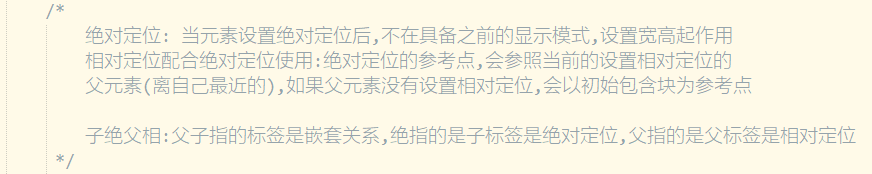 /*
绝对定位: 当元素设置绝对定位后,不在具备之前的显示模式,设置宽高起作用
相对定位配合绝对定位使用:绝对定位的参考点,会参照当前的设置相对定位的
父元素(离自己最近的),如果父元素没有设置相对定位,会以初始包含块为参考点
子绝父相:父子指的标签是嵌套关系,绝指的是子标签是绝对定位,父指的是父标签是相对定位
*/